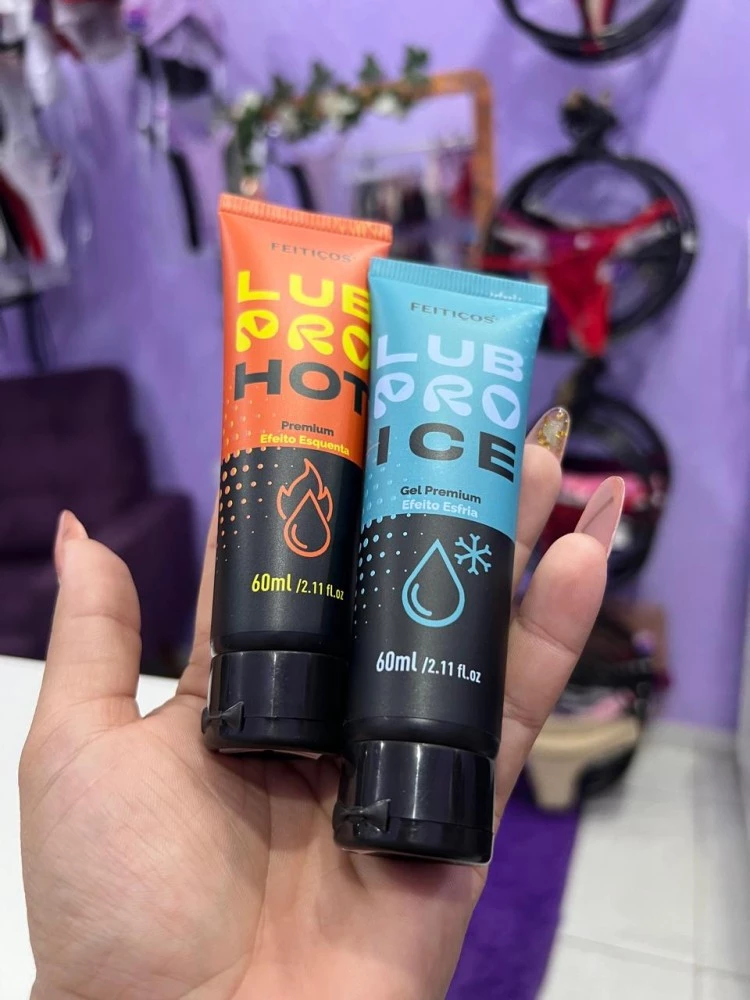 FEITIÇOS
LUB
PRO
HOT
Premium
Efeito Esquenta
60ml /2.11 fl.oz
FEITIÇOS
LUB
PRO
ICE
Gel Premium
Efeito Esfria
60ml /2.11 fl.oz